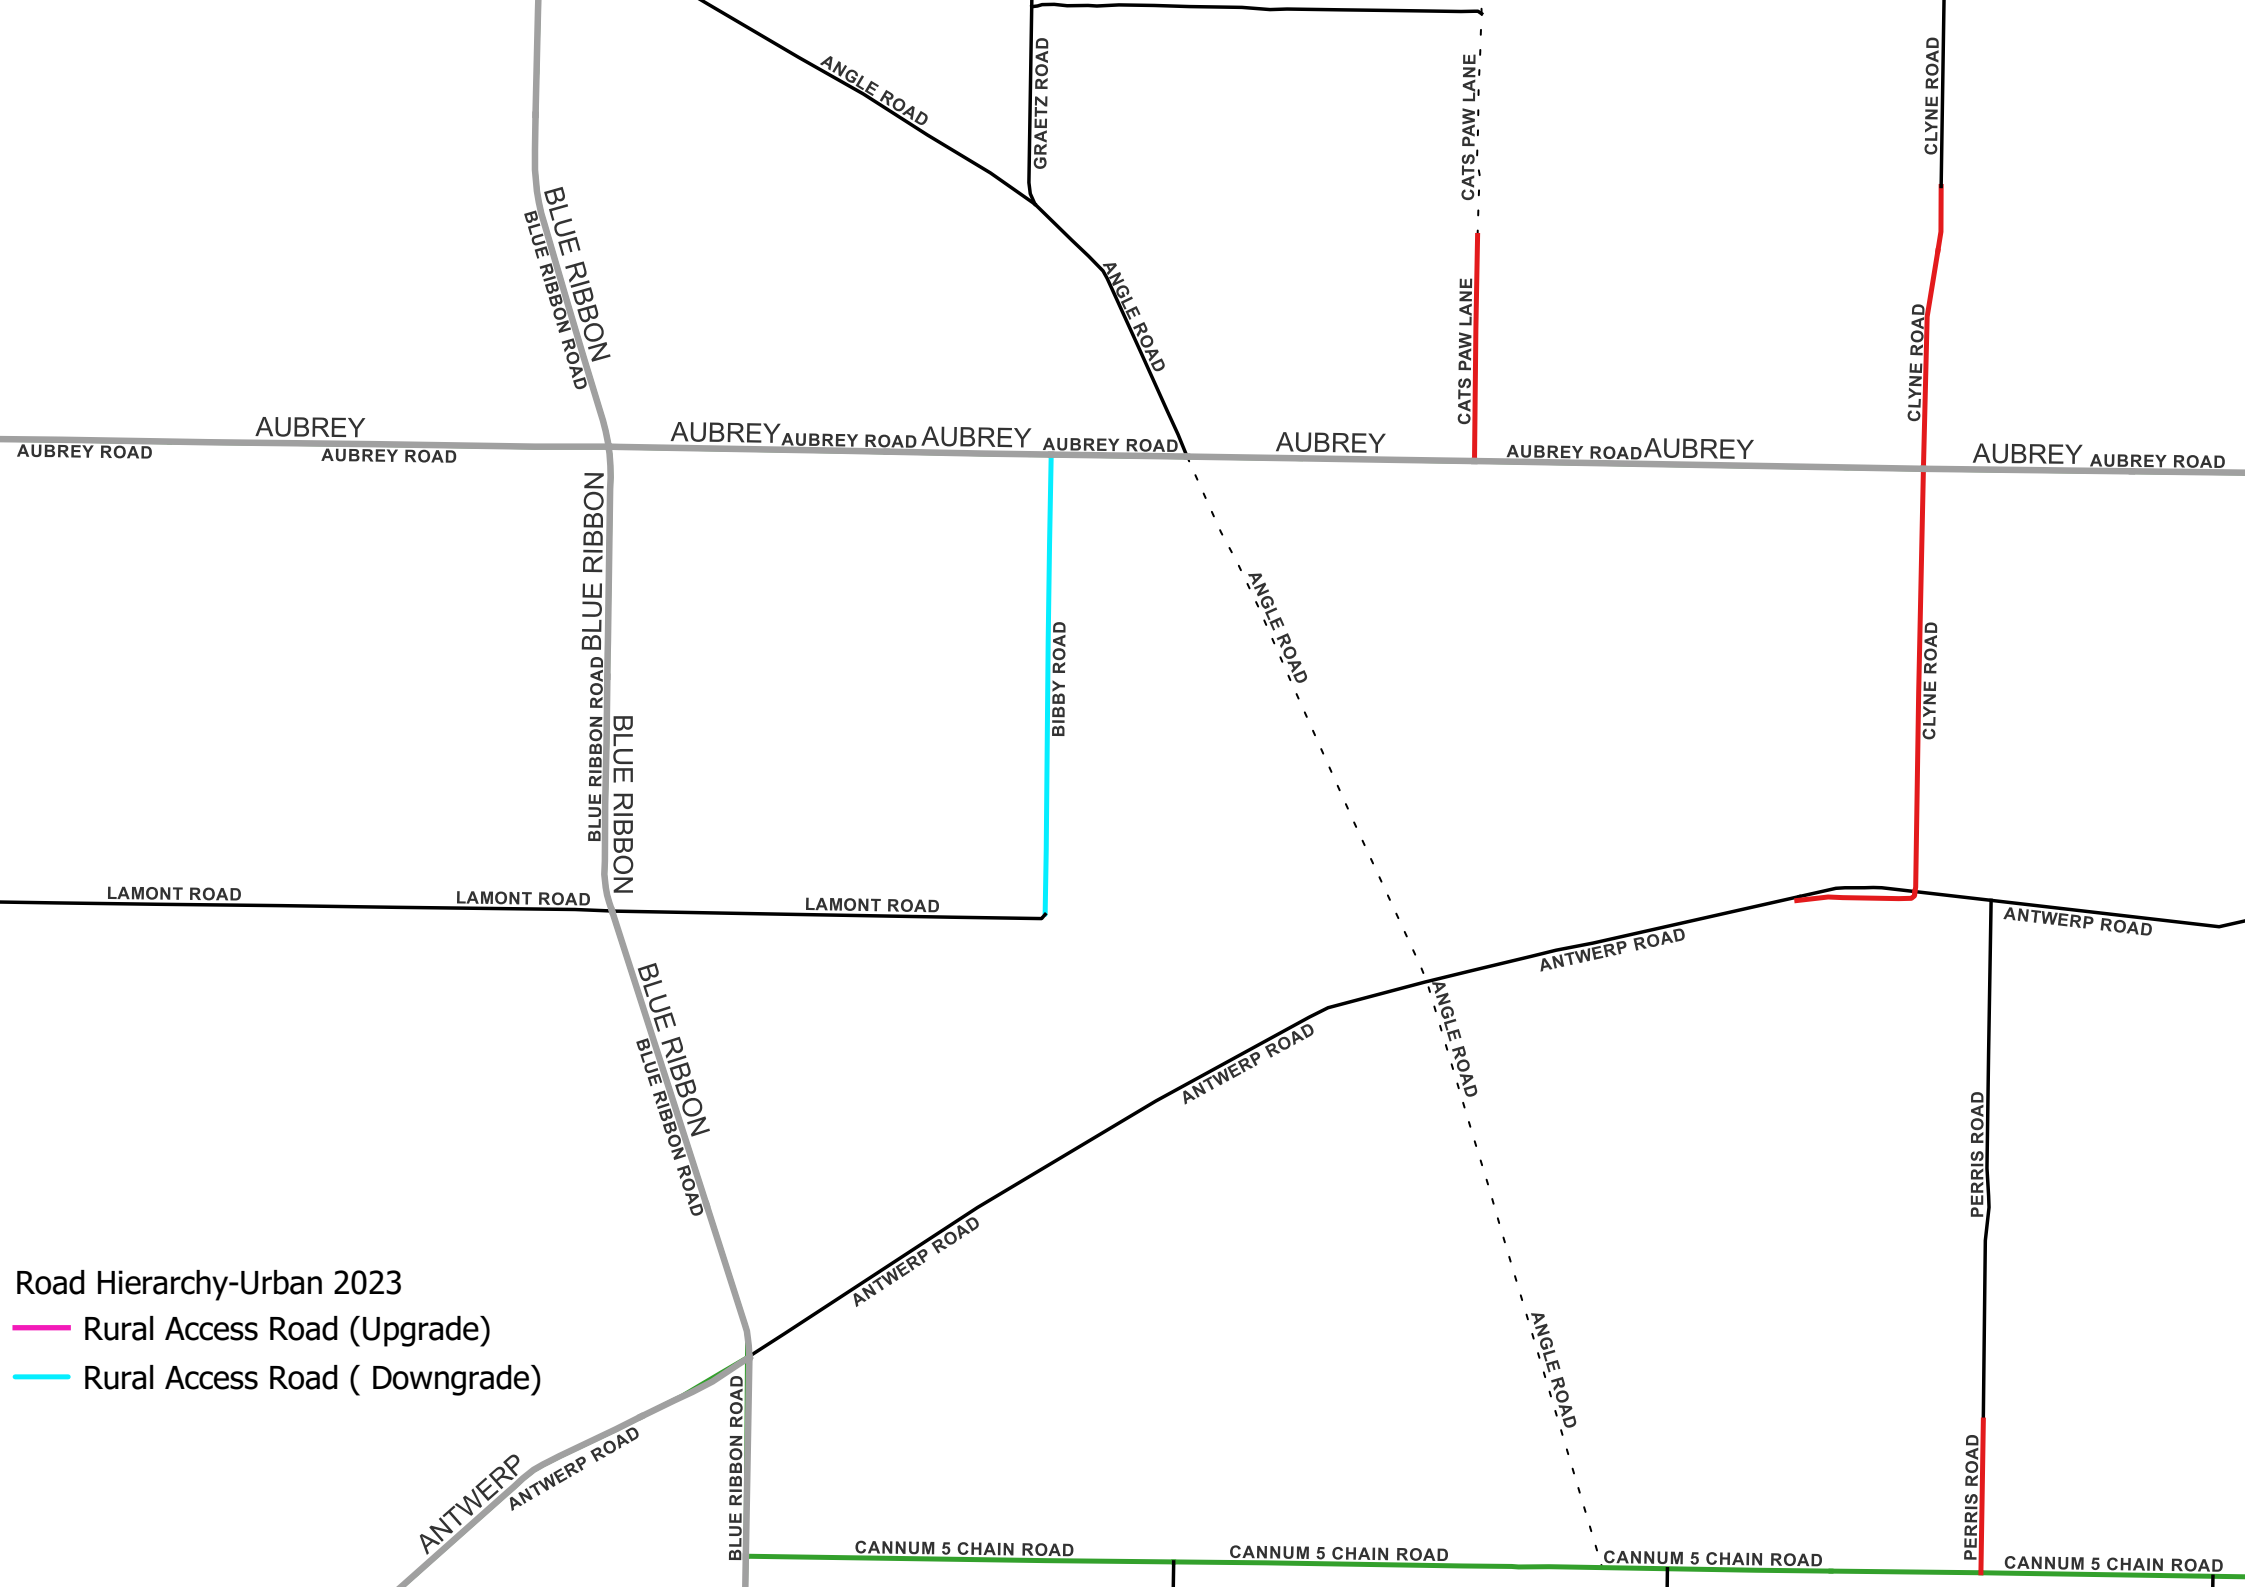 ANGLE ROAD
GRAETZ ROAD
CATS PAW LANE
CLYNE ROAD
BLUE RIBBON
BLUE RIBBON ROAD
ANGLE ROAD
CATS PAW LANE
CLYNE ROAD
AUBREY
AUBREY
AUBREY ROAD
AUBREY
AUBREY ROAD
AUBREY
AUBREY ROAD
AUBREY
AUBREY
AUBREY ROAD
AUBREY ROAD
AUBREY ROAD
BLUE RIBBON
BLUE RIBBON ROAD
BLUE RIBBON
BIBBY ROAD
ANGLE ROAD
CLYNE ROAD
LAMONT ROAD
LAMONT ROAD
LAMONT ROAD
ANTWERP ROAD
ANTWERP ROAD
BLUE RIBBON
BLUE RIBBON ROAD
ANTWERP ROAD
ANGLE ROAD
PERRIS ROAD
ANTWERP ROAD
Road Hierarchy-Urban 2023
Rural Access Road (Upgrade)
Rural Access Road ( Downgrade)
ANGLE ROAD
BLUE RIBBON ROAD
ANTWERP
ANTWERP ROAD
PERRIS ROAD
CANNUM 5 CHAIN ROAD
CANNUM 5 CHAIN ROAD
CANNUM 5 CHAIN ROAD
CANNUM 5 CHAIN ROAD